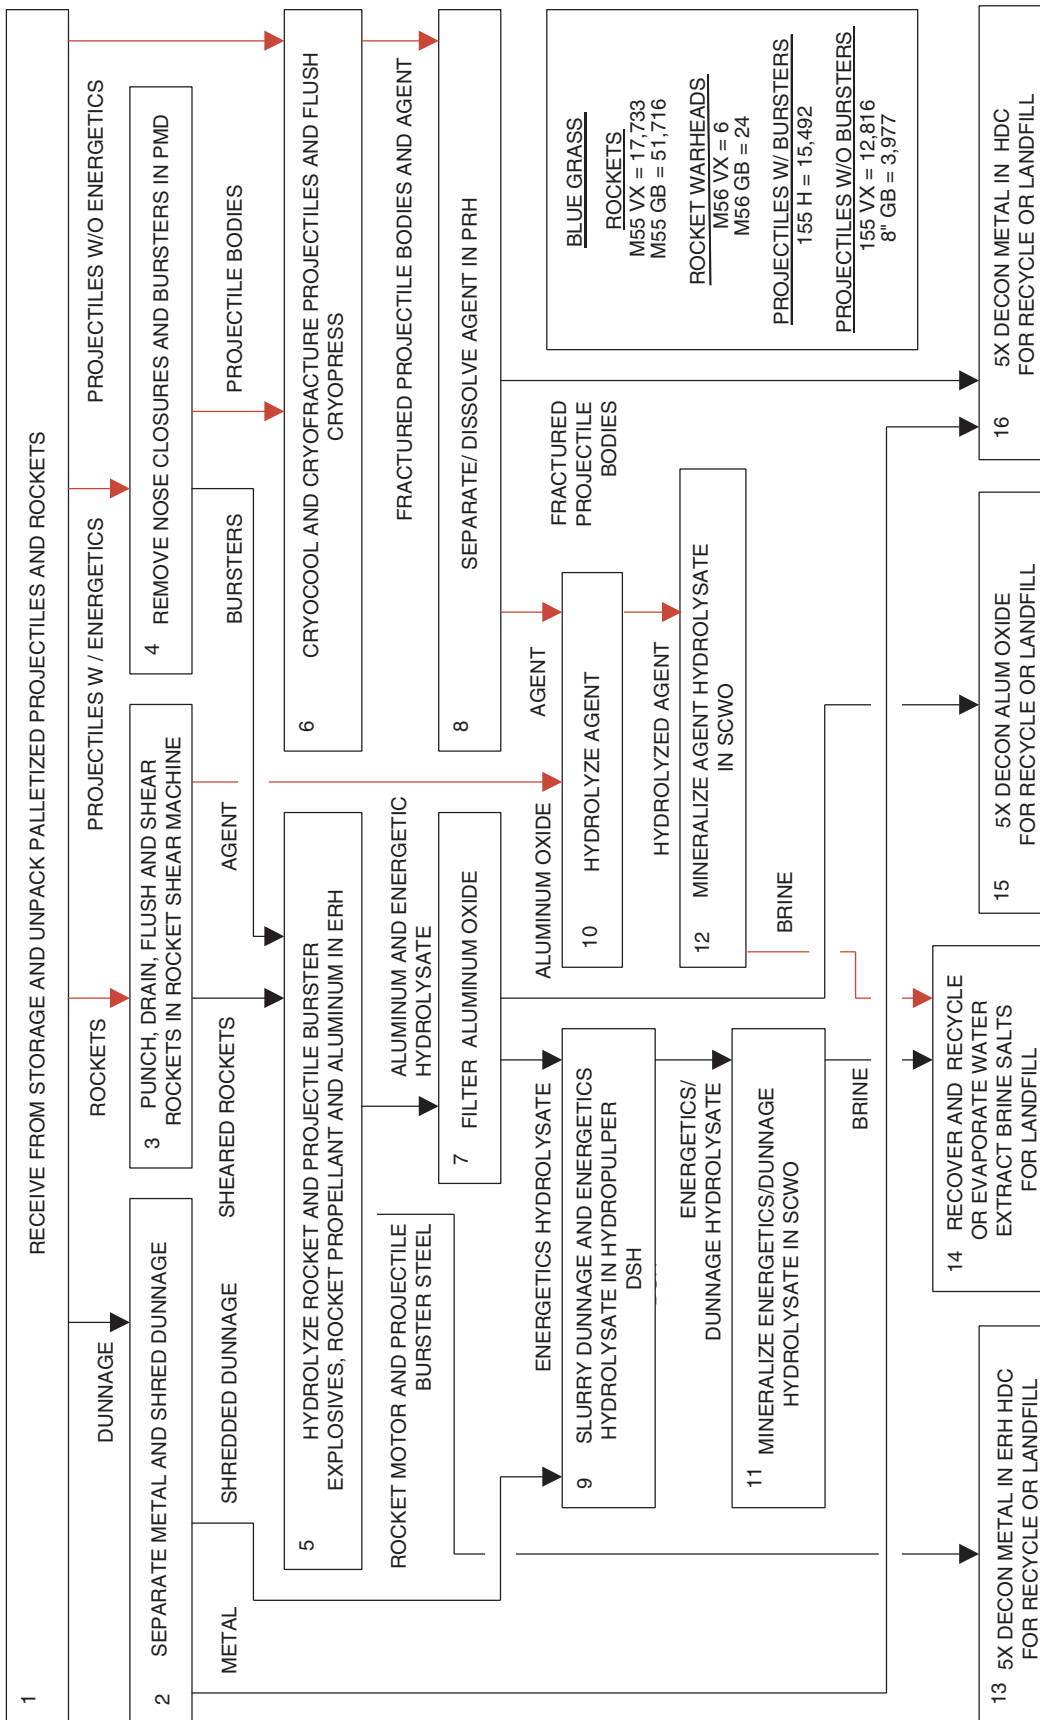 1
RECEIVE FROM STORAGE AND UNPACK PALLETIZED PROJECTILES AND ROCKETS
DUNNAGE
ROCKETS
PROJECTILES W / ENERGETICS
PROJECTILES W/O ENERGETICS
2
SEPARATE METAL AND SHRED DUNNAGE
3
PUNCH, DRAIN, FLUSH AND SHEAR
ROCKETS IN ROCKET SHEAR MACHINE
4
REMOVE NOSE CLOSURES AND BURSTERS IN PMD
METAL
SHREDDED DUNNAGE
SHEARED ROCKETS
AGENT
BURSTERS
PROJECTILE BODIES
5
HYDROLYZE ROCKET AND PROJECTILE BURSTER
EXPLOSIVES, ROCKET PROPELLANT AND ALUMINUM IN ERH
6
CRYOCOOL AND CRYOFRACTURE PROJECTILES AND FLUSH
CRYOPRESS
ROCKET MOTOR AND PROJECTILE
BURSTER STEEL
ALUMINUM AND ENERGETIC
HYDROLYSATE
FRACTURED PROJECTILE BODIES AND AGENT
7
FILTER ALUMINUM OXIDE
8
SEPARATE/ DISSOLVE AGENT IN PRH
ENERGETICS HYDROLYSATE
ALUMINUM OXIDE
AGENT
FRACTURED
PROJECTILE
BODIES
9
SLURRY DUNNAGE AND ENERGETICS
HYDROLYSATE IN HYDROPULPER
DSH
10
HYDROLYZE AGENT
ENERGETICS/
DUNNAGE HYDROLYSATE
HYDROLYZED AGENT
11
MINERALIZE ENERGETICS/DUNNAGE
HYDROLYSATE IN SCWO
12
MINERALIZE AGENT HYDROLYSATE
IN SCWO
BRINE
BRINE
BLUE GRASS
ROCKETS
M55 VX = 17,733
M55 GB = 51,716
ROCKET WARHEADS
M56 VX = 6
M56 GB = 24
PROJECTILES W/ BURSTERS
155 H = 15,492
PROJECTILES W/O BURSTERS
155 VX = 12,816
8" GB = 3,977
13
5X DECON METAL IN ERH HDC
FOR RECYCLE OR LANDFILL
14
RECOVER AND RECYCLE
OR EVAPORATE WATER
EXTRACT BRINE SALTS
FOR LANDFILL
15
5X DECON ALUM OXIDE
FOR RECYCLE OR LANDFILL
16
5X DECON METAL IN HDC
FOR RECYCLE OR LANDFILL